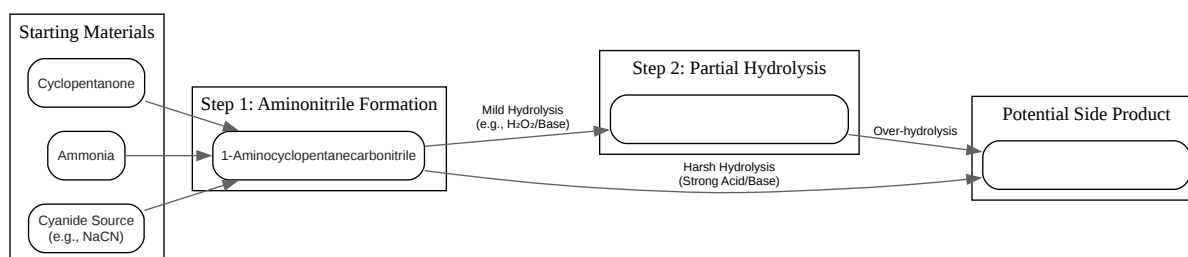 Starting Materials
Cyclopentanone
Ammonia
Cyanide Source
(e.g., NaCN)
Step 1: Aminonitrile Formation
1-Aminocyclopentanecarbonitrile
Mild Hydrolysis
(e.g., H₂O₂/Base)
Harsh Hydrolysis
(Strong Acid/Base)
Step 2: Partial Hydrolysis
Over-hydrolysis
Potential Side Product